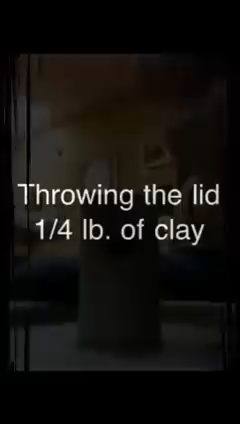 Throwing the lid
1/4 lb. of clay